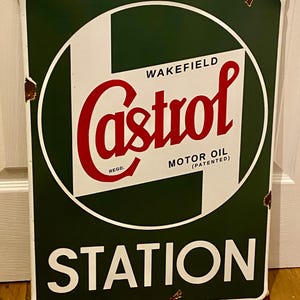 WAKEFIELD
Castrol
REGD.
MOTOR OIL
(PATENTED)
STATION